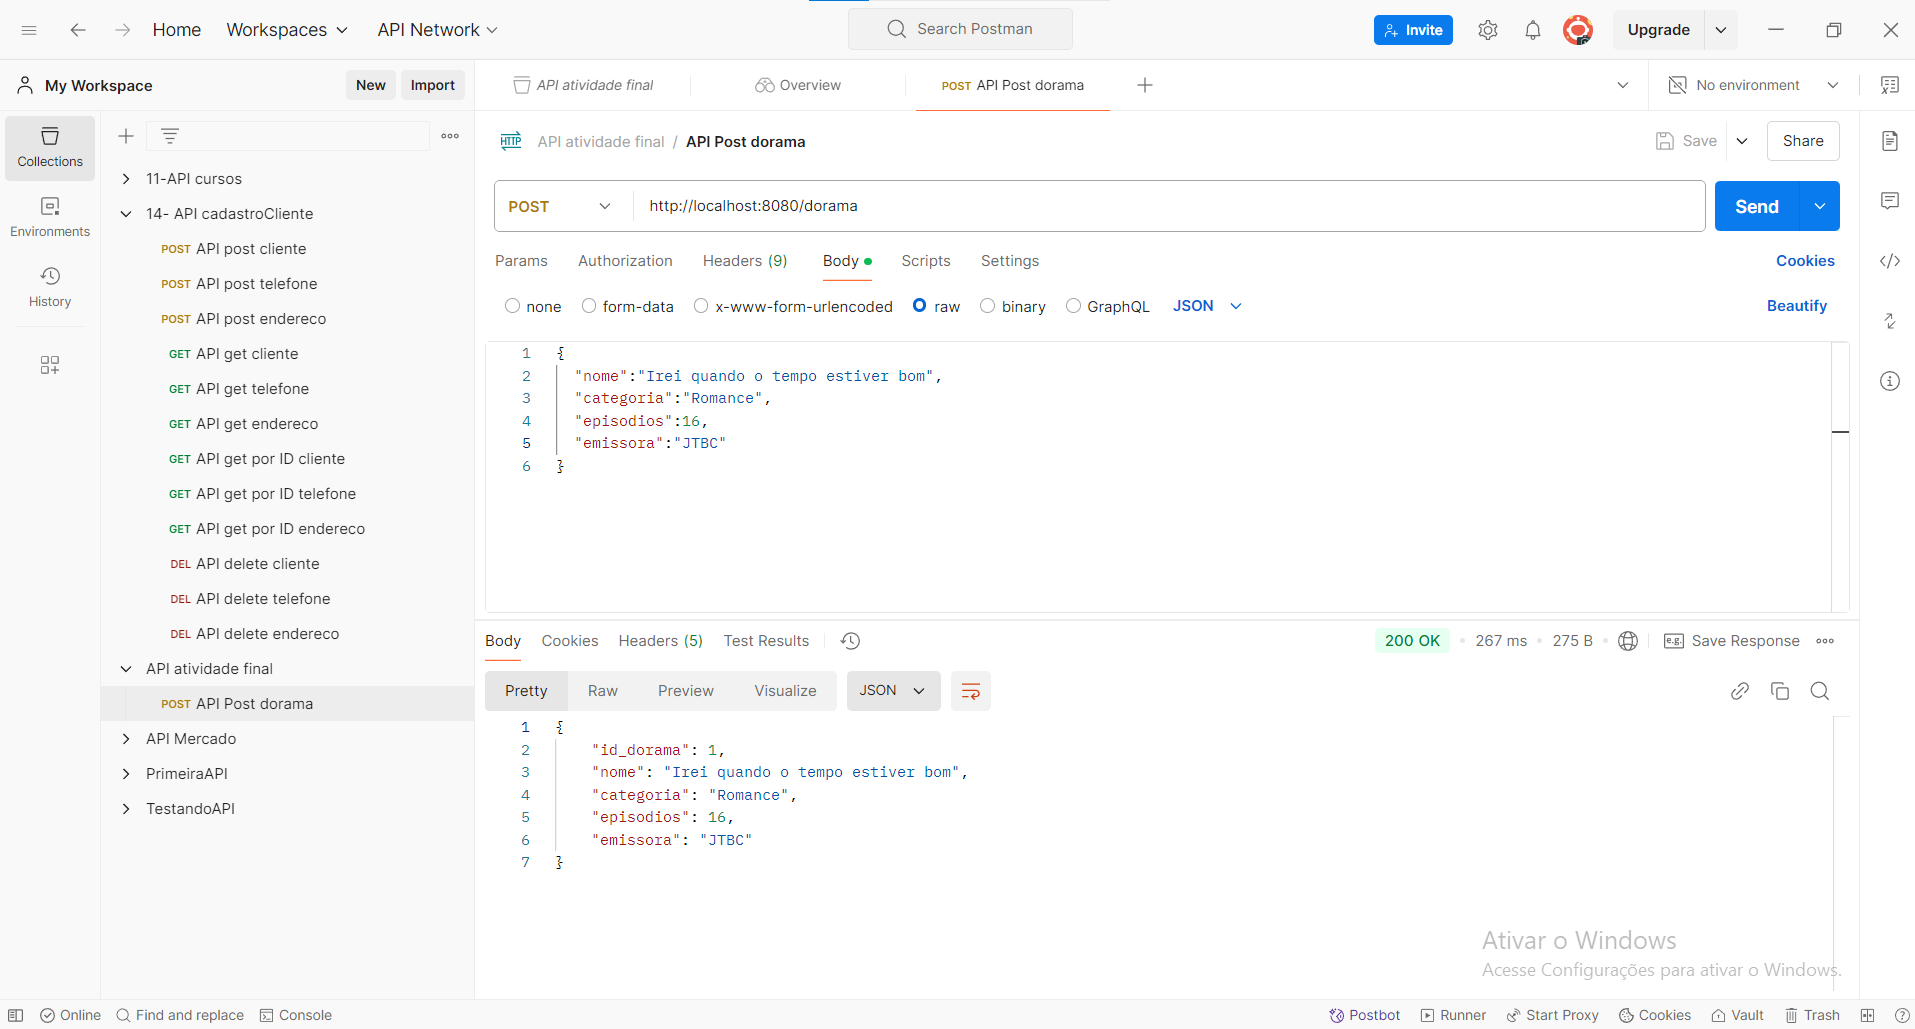 Home Workspaces API Network Search Postman Invite Upgrade
My Workspace New Import API atividade final Overview POST API Post dorama No environment
Collections
Environments
History
11-API cursos
14- API cadastroCliente
POST API post cliente
POST API post telefone
POST API post endereco
GET API get cliente
GET API get telefone
GET API get endereco
GET API get por ID cliente
GET API get por ID telefone
GET API get por ID endereco
DEL API delete cliente
DEL API delete telefone
DEL API delete endereco
API atividade final
POST API Post dorama
API Mercado
PrimeiraAPI
TestandoAPI
HTTP API atividade final / API Post dorama Save Share
POST http://localhost:8080/dorama Send
Params Authorization Headers (9) Body Scripts Settings Cookies
none form-data x-www-form-urlencoded raw binary GraphQL JSON Beautify
1 {
2 "nome":"Irei quando o tempo estiver bom",
3 "categoria":"Romance",
4 "episodios":16,
5 "emissora":"JTBC"
6 }
Body Cookies Headers (5) Test Results 200 OK 267 ms 275 B e.g. Save Response
Pretty Raw Preview Visualize JSON
1 {
2 "id_dorama": 1,
3 "nome": "Irei quando o tempo estiver bom",
4 "categoria": "Romance",
5 "episodios": 16,
6 "emissora": "JTBC"
7 }
Ativar o Windows
Acesse Configurações para ativar o Windows.
Online Find and replace Console Postbot Runner Start Proxy Cookies Vault Trash